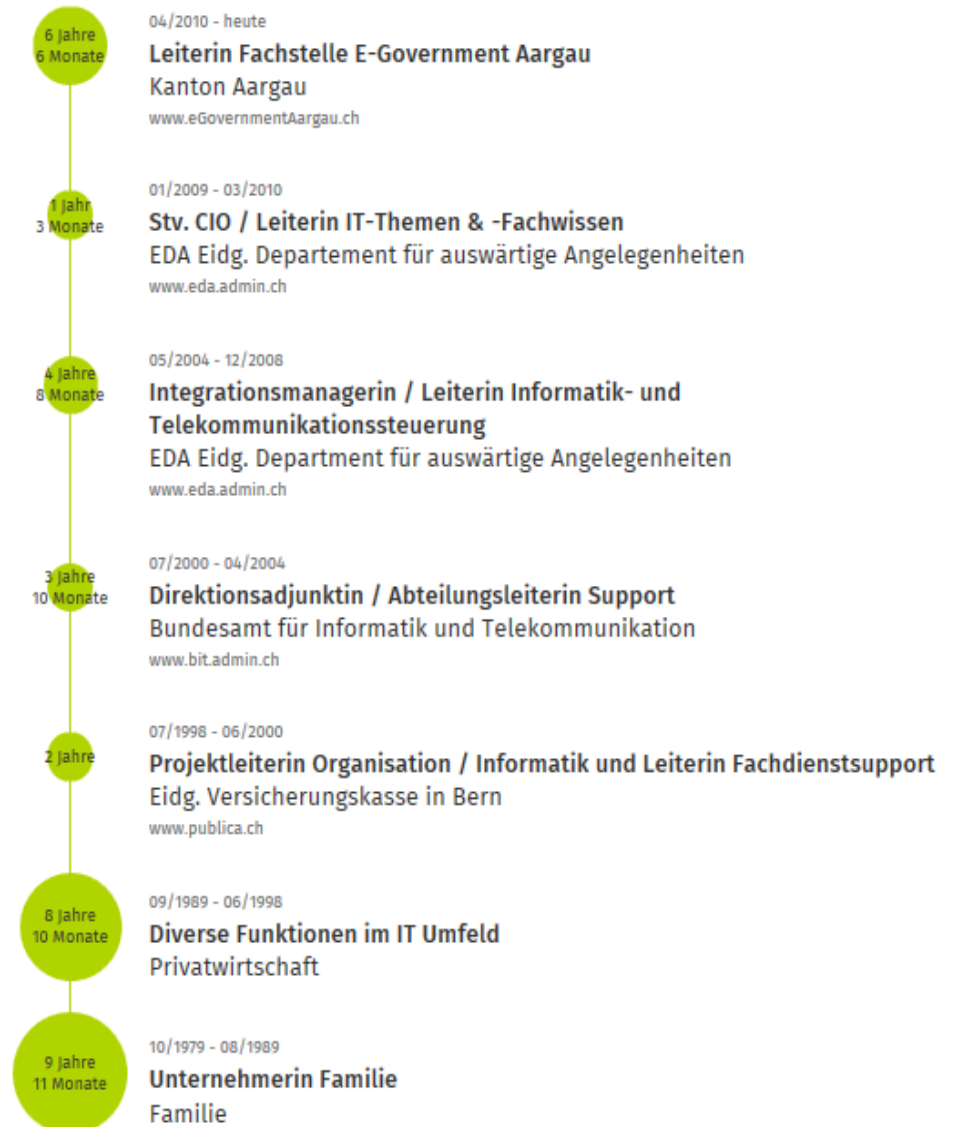 6 Jahre
6 Monate
04/2010 - heute
Leiterin Fachstelle E-Government Aargau
Kanton Aargau
www.eGovernmentAargau.ch
1 Jahr
3 Monate
01/2009 - 03/2010
Stv. CIO / Leiterin IT-Themen & -Fachwissen
EDA Eidg. Departement für auswärtige Angelegenheiten
www.eda.admin.ch
4 Jahre
8 Monate
05/2004 - 12/2008
Integrationsmanagerin / Leiterin Informatik- und
Telekommunikationssteuerung
EDA Eidg. Department für auswärtige Angelegenheiten
www.eda.admin.ch
3 Jahre
10 Monate
07/2000 - 04/2004
Direktionsadjunktin / Abteilungsleiterin Support
Bundesamt für Informatik und Telekommunikation
www.bit.admin.ch
2 Jahre
07/1998 - 06/2000
Projektleiterin Organisation / Informatik und Leiterin Fachdienstsupport
Eidg. Versicherungskasse in Bern
www.publica.ch
8 Jahre
10 Monate
09/1989 - 06/1998
Diverse Funktionen im IT Umfeld
Privatwirtschaft
9 Jahre
11 Monate
10/1979 - 08/1989
Unternehmerin Familie
Familie